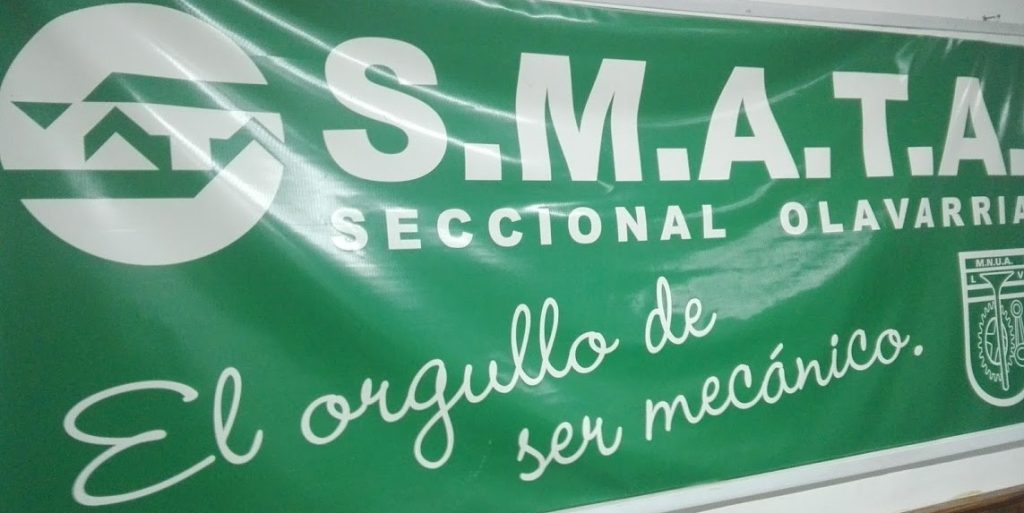 S.M.A.T.A.
SECCIONAL OLAVARRIA
M.N.U.A.
L V
El orgullo de
ser mecánico.